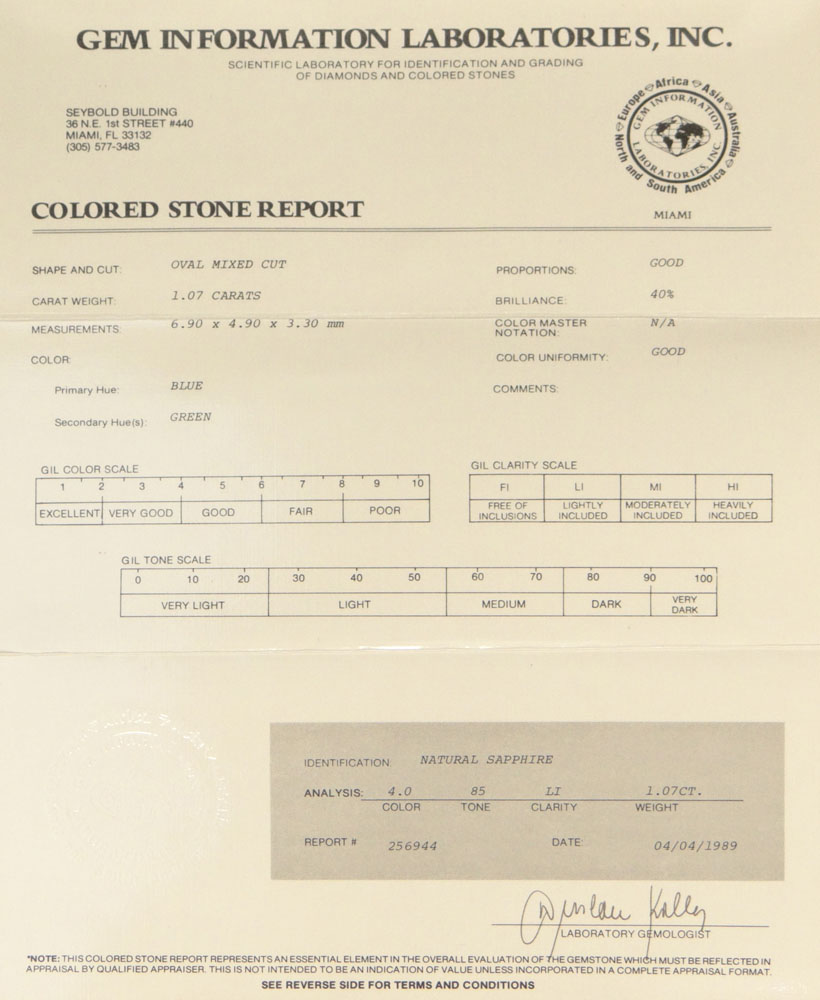 GEM INFORMATION LABORATORIES, INC.
SCIENTIFIC LABORATORY FOR IDENTIFICATION AND GRADING
OF DIAMONDS AND COLORED STONES
SEYBOLD BUILDING
36 N.E. 1st STREET #440
MIAMI, FL 33132
(305) 577-3483
Europe Africa Asia Australia
North and South America
GEM INFORMATION
LABORATORIES, INC.
MIAMI
COLORED STONE REPORT
SHAPE AND CUT: OVAL MIXED CUT
CARAT WEIGHT: 1.07 CARATS
MEASUREMENTS: 6.90 x 4.90 x 3.30 mm
COLOR:
Primary Hue: BLUE
Secondary Hue(s): GREEN
PROPORTIONS: GOOD
BRILLIANCE: 40%
COLOR MASTER N/A
NOTATION:
COLOR UNIFORMITY: GOOD
COMMENTS:
GIL COLOR SCALE
1 2 3 4 5 6 7 8 9 10
EXCELLENT VERY GOOD GOOD FAIR POOR
GIL CLARITY SCALE
FI LI MI HI
FREE OF LIGHTLY MODERATELY HEAVILY
INCLUSIONS INCLUDED INCLUDED INCLUDED
GIL TONE SCALE
0 10 20 30 40 50 60 70 80 90 100
VERY LIGHT LIGHT MEDIUM DARK VERY
DARK
IDENTIFICATION: NATURAL SAPPHIRE
ANALYSIS: 4.0 85 LI 1.07CT.
COLOR TONE CLARITY WEIGHT
REPORT # 256944 DATE: 04/04/1989
LABORATORY GEMOLOGIST
*NOTE: THIS COLORED STONE REPORT REPRESENTS AN ESSENTIAL ELEMENT IN THE OVERALL EVALUATION OF THE GEMSTONE WHICH MUST BE REFLECTED IN
APPRAISAL BY QUALIFIED APPRAISER. THIS IS NOT INTENDED TO BE AN INDICATION OF VALUE UNLESS INCORPORATED IN A COMPLETE APPRAISAL FORMAT.
SEE REVERSE SIDE FOR TERMS AND CONDITIONS